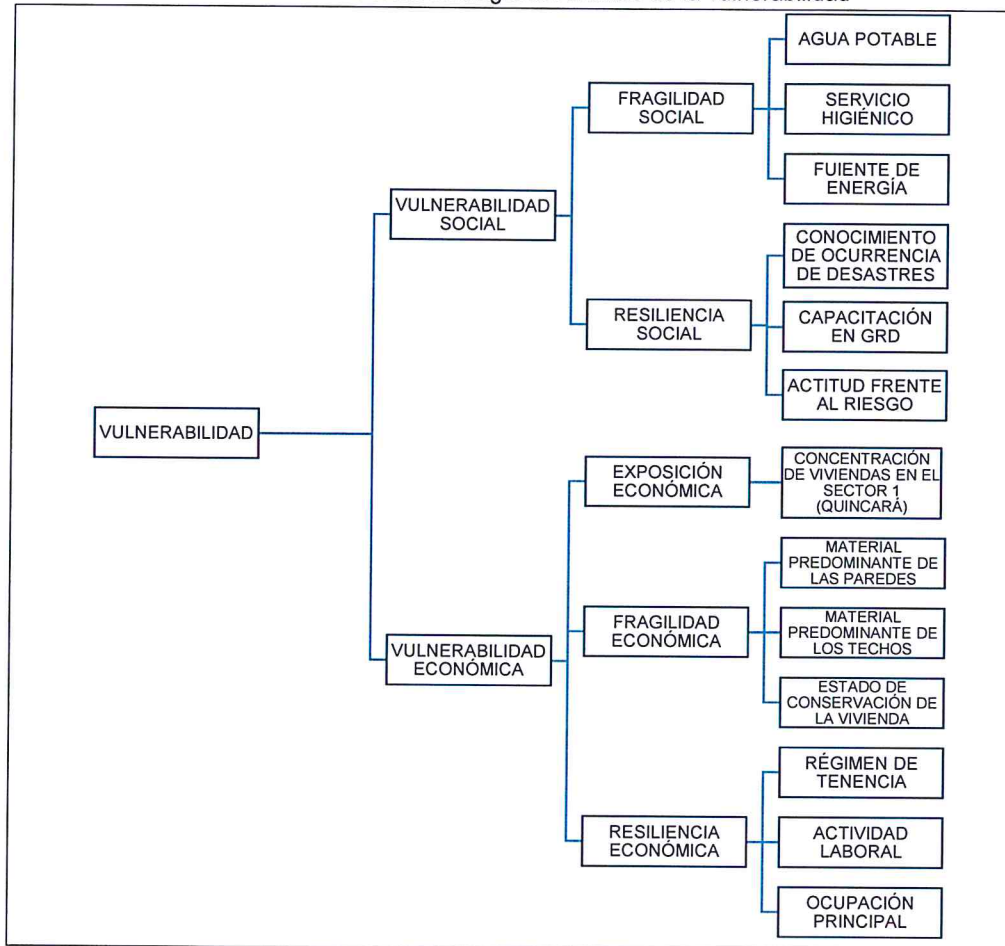 de la vulnerabilidad
VULNERABILIDAD
VULNERABILIDAD
SOCIAL
FRAGILIDAD
SOCIAL
AGUA POTABLE
SERVICIO
HIGIÉNICO
FUIENTE DE
ENERGÍA
RESILIENCIA
SOCIAL
CONOCIMIENTO
DE OCURRENCIA
DE DESASTRES
CAPACITACIÓN
EN GRD
ACTITUD FRENTE
AL RIESGO
VULNERABILIDAD
ECONÓMICA
EXPOSICIÓN
ECONÓMICA
CONCENTRACIÓN
DE VIVIENDAS EN EL
SECTOR 1
(QUINCARÁ)
FRAGILIDAD
ECONÓMICA
MATERIAL
PREDOMINANTE DE
LAS PAREDES
MATERIAL
PREDOMINANTE DE
LOS TECHOS
ESTADO DE
CONSERVACIÓN DE
LA VIVIENDA
RESILIENCIA
ECONÓMICA
RÉGIMEN DE
TENENCIA
ACTIVIDAD
LABORAL
OCUPACIÓN
PRINCIPAL